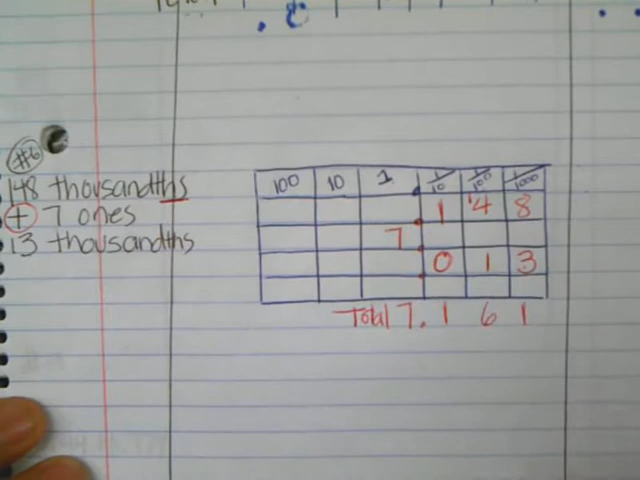 #6
148 thousandths
+ 7 ones
13 thousandths
100 10 1 1/10 1/100 1/1000
. 1 14 8
7 .
. 0 1 3
Total 7. 1 6 1